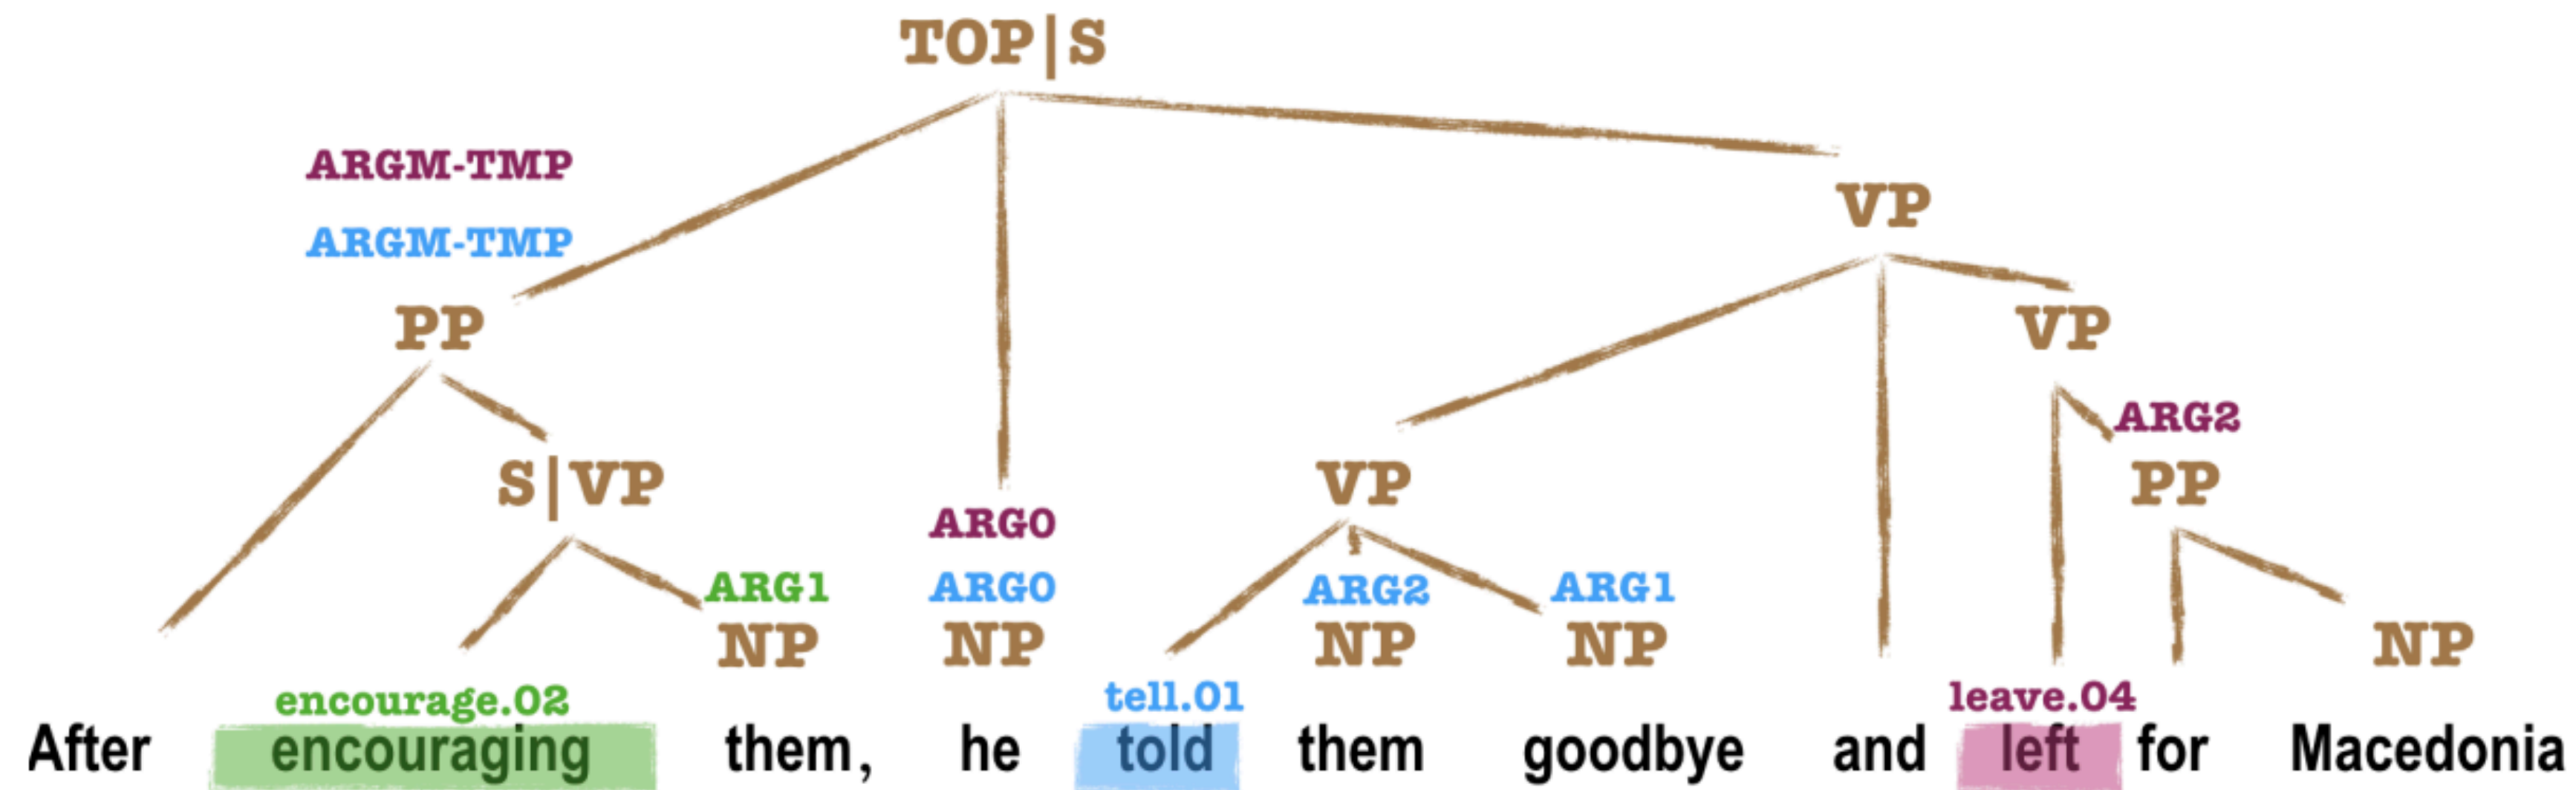 TOP|S
ARGM-TMP
VP
ARGM-TMP
PP VP
ARG2
S|VP VP PP
ARG0
ARG1 ARG0 ARG2 ARG1
NP NP NP NP NP
encourage.02 tell.01 leave.04
After encouraging them, he told them goodbye and left for Macedonia